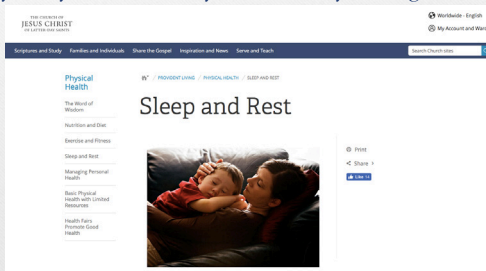 THE CHURCH OF
JESUS CHRIST
OF LATTER-DAY SAINTS
Worldwide - English
My Account and Ward
Scriptures and Study Families and Individuals Share the Gospel Inspiration and News Serve and Teach
Search Church sites
Physical
Health
The Word of
Wisdom
Nutrition and Diet
Exercise and Fitness
Sleep and Rest
Managing Personal
Health
Basic Physical
Health with Limited
Resources
Health Fairs
Promote Good
Health
/ PROVIDENT LIVING / PHYSICAL HEALTH / SLEEP AND REST
Sleep and Rest
Print
Share
Like